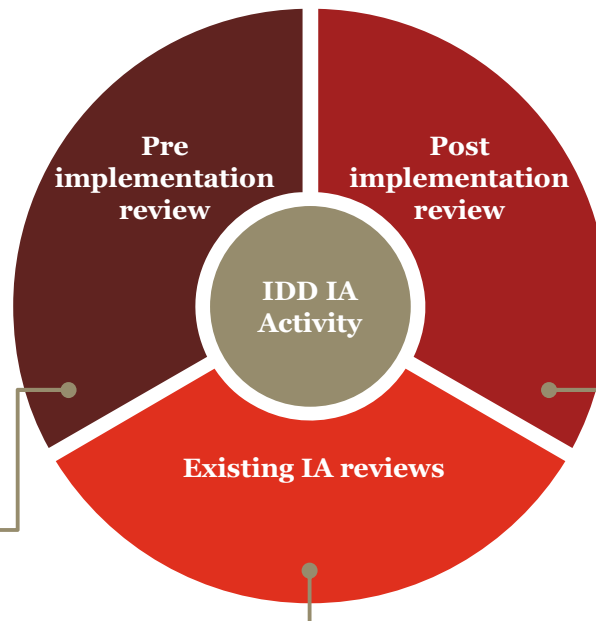 Pre
implementation
review
Post
implementation
review
IDD IA
Activity
Existing IA reviews